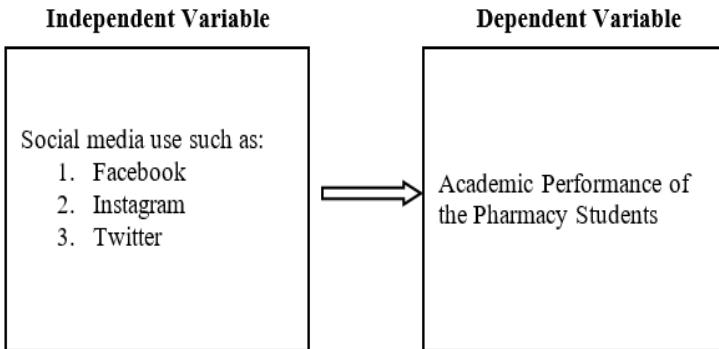 Independent Variable
Dependent Variable
Social media use such as:
1. Facebook
2. Instagram
3. Twitter
Academic Performance of
the Pharmacy Students